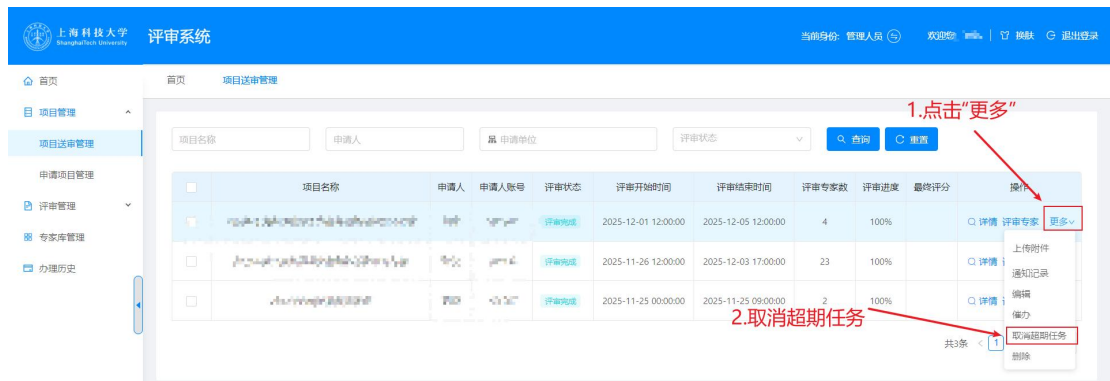 上海科技大学
ShanghaiTech University
评审系统
当前身份: 管理人员
欢迎您,
换肤
退出登录
首页
项目管理
项目送审管理
申请项目管理
评审管理
专家库管理
办理历史
首页 项目送审管理
1.点击“更多”
项目名称 申请人 申请单位 评审状态 查询 重置
项目名称 申请人 申请人账号 评审状态 评审开始时间 评审结束时间 评审专家数 评审进度 最终评分 操作
评审完成 2025-12-01 12:00:00 2025-12-05 12:00:00 4 100% 详情 评审专家 更多
评审完成 2025-11-26 12:00:00 2025-12-03 17:00:00 23 100% 详情
评审完成 2025-11-25 00:00:00 2025-11-25 09:00:00 2 100% 详情
上传附件
通知记录
编辑
催办
取消超期任务
删除
2.取消超期任务
共3条 < 1